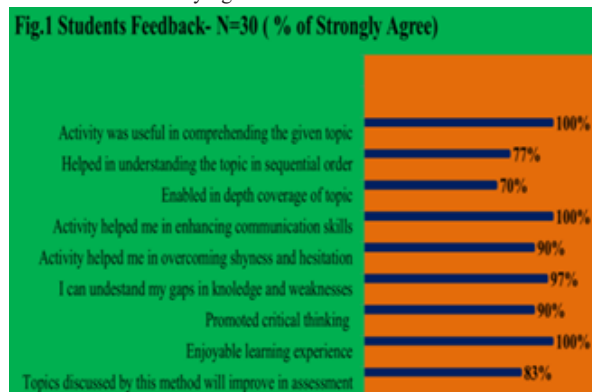 Fig.1 Students Feedback- N=30 ( % of Strongly Agree)
Activity was useful in comprehending the given topic 100%
Helped in understanding the topic in sequential order 77%
Enabled in depth coverage of topic 70%
Activity helped me in enhancing communication skills 100%
Activity helped me in overcoming shyness and hesitation 90%
I can undestand my gaps in knoledge and weaknesses 97%
Promoted critical thinking 90%
Enjoyable learning experience 100%
Topics discussed by this method will improve in assessment 83%